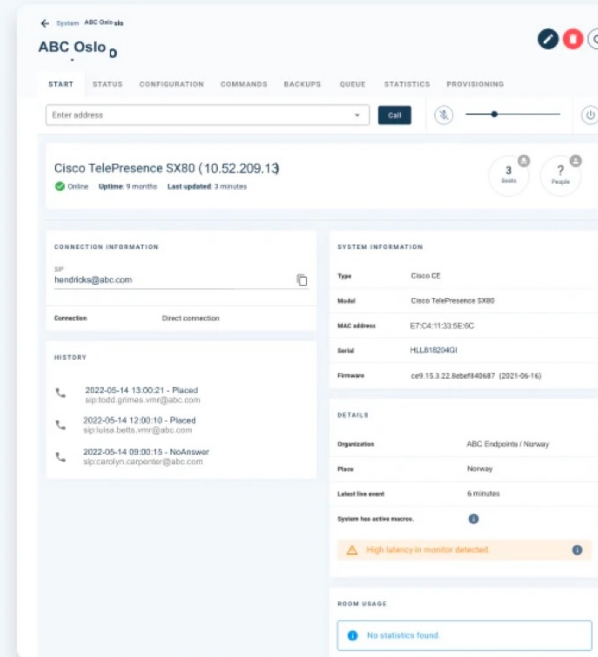 System ABC Oslo
ABC Oslo
START STATUS CONFIGURATION COMMANDS BACKUPS QUEUE STATISTICS PROVISIONING
Enter address
Call
Cisco TelePresence SX80 (10.52.209.13)
Online Uptime: 9 months Last updated: 3 minutes
3
Seats
?
People
CONNECTION INFORMATION
SIP
hendricks@abc.com
Connection Direct connection
HISTORY
2022-05-14 13:00:21 - Placed
sip:todd.grimes.vmr@abc.com
2022-05-14 12:00:10 - Placed
sip:luisa.betts.vmr@abc.com
2022-05-14 09:00:15 - NoAnswer
sip:carolyn.carpenter@abc.com
SYSTEM INFORMATION
Type Cisco CE
Model Cisco TelePresence SX80
MAC address E7:C4:11:33:5E:6C
Serial HLL818204GI
Firmware ce9.15.3.22.8ebef840687 (2021-06-16)
DETAILS
Organization ABC Endpoints / Norway
Place Norway
Latest live event 6 minutes
System has active macros.
High latency in monitor detected.
ROOM USAGE
No statistics found.